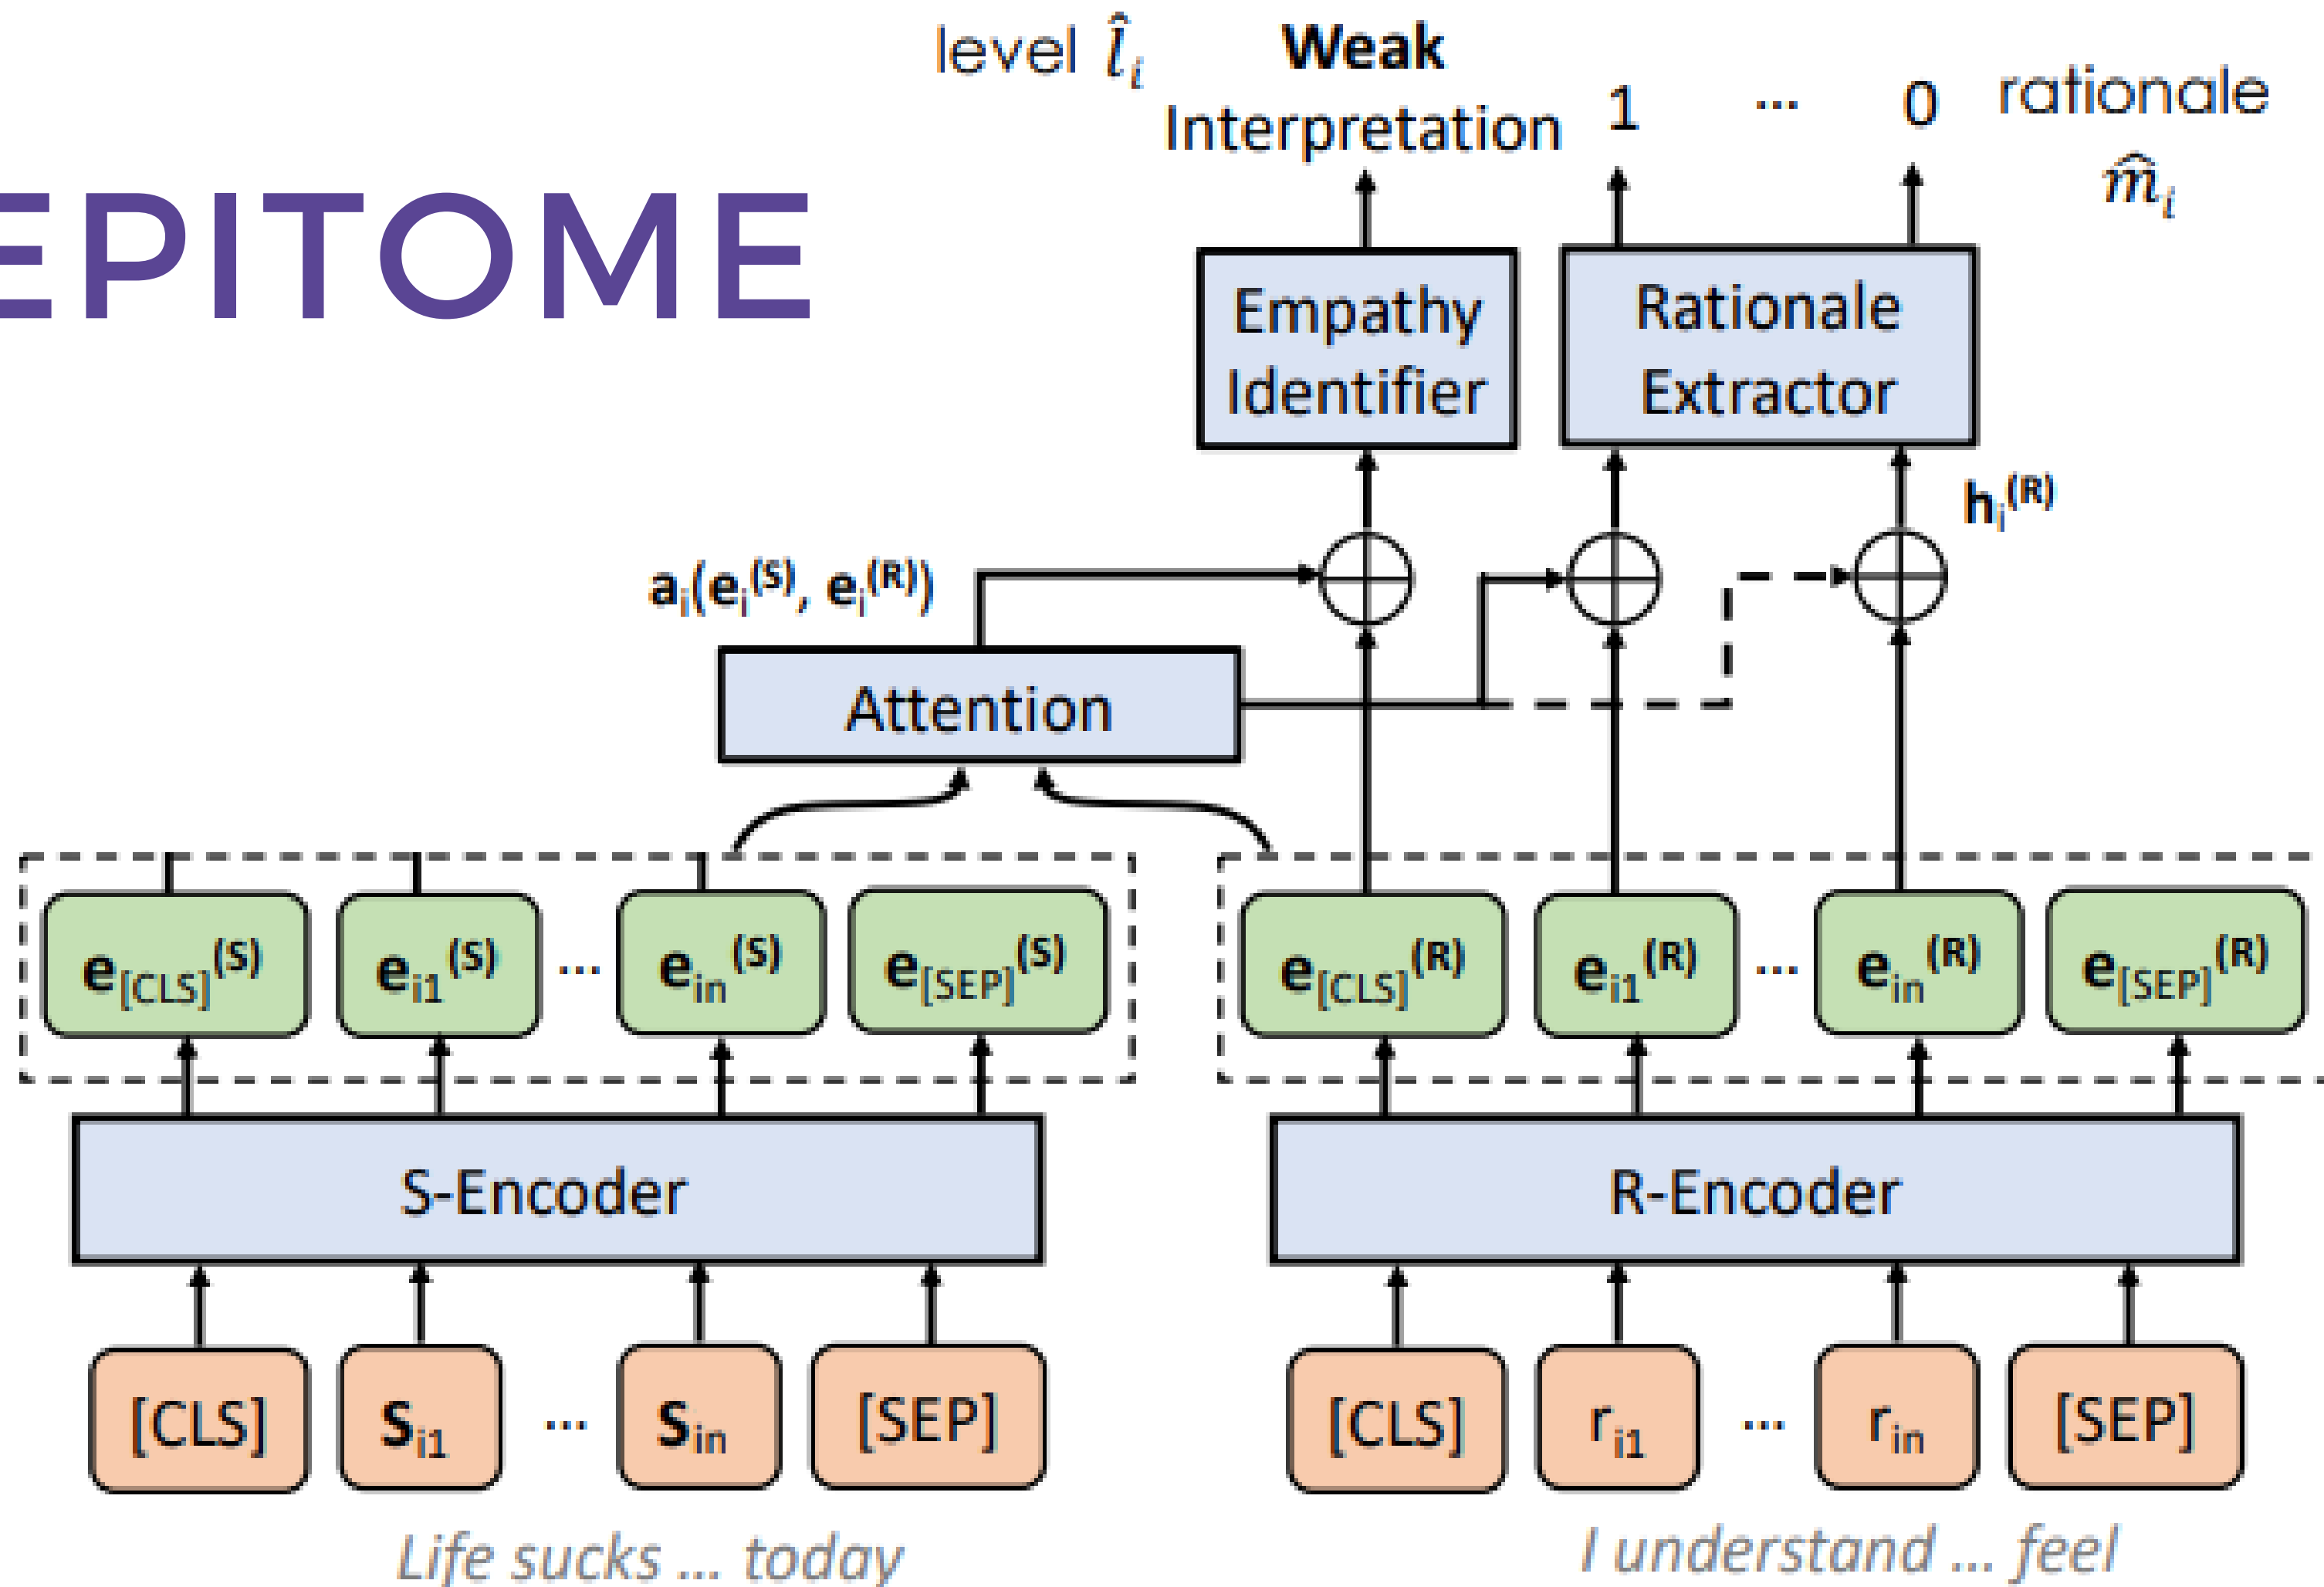 level l̂ᵢ
Weak
Interpretation
1 ... 0
rationale
m̂ᵢ
EPITOME
Empathy
Identifier
Rationale
Extractor
hᵢ⁽ᴿ⁾
aᵢ(eᵢ⁽ˢ⁾, eᵢ⁽ᴿ⁾)
Attention
e[CLS]⁽ˢ⁾ ei1⁽ˢ⁾ ... ein⁽ˢ⁾ e[SEP]⁽ˢ⁾
e[CLS]⁽ᴿ⁾ ei1⁽ᴿ⁾ ... ein⁽ᴿ⁾ e[SEP]⁽ᴿ⁾
S-Encoder
R-Encoder
[CLS] Si1 ... Sin [SEP]
[CLS] ri1 ... rin [SEP]
Life sucks ... today
I understand ... feel